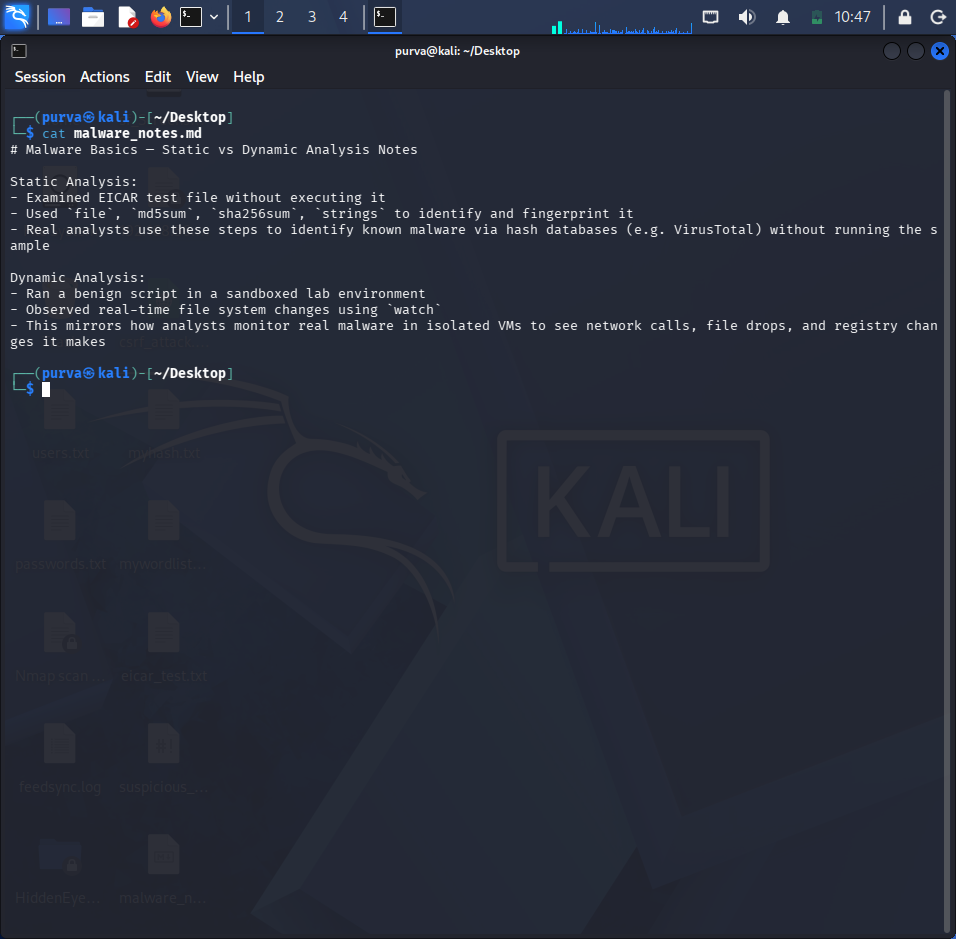 1 2 3 4 10:47
purva@kali: ~/Desktop
Session Actions Edit View Help
┌──(purva㉿kali)-[~/Desktop]
└─$ cat malware_notes.md
# Malware Basics — Static vs Dynamic Analysis Notes
Static Analysis:
- Examined EICAR test file without executing it
- Used `file`, `md5sum`, `sha256sum`, `strings` to identify and fingerprint it
- Real analysts use these steps to identify known malware via hash databases (e.g. VirusTotal) without running the s
ample
Dynamic Analysis:
- Ran a benign script in a sandboxed lab environment
- Observed real-time file system changes using `watch`
- This mirrors how analysts monitor real malware in isolated VMs to see network calls, file drops, and registry chan
ges it makes
┌──(purva㉿kali)-[~/Desktop]
└─$
users.txt myhash.txt
KALI
passwords.txt mywordlist...
Nmap.scan... eicar_test.txt
feedsync.log suspicious_...
HiddenEye... malware_n...